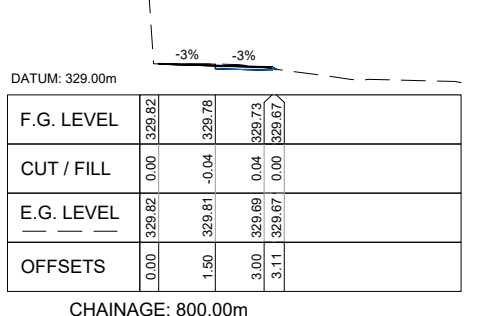 -3% -3%
DATUM: 329.00m
F.G. LEVEL 329.82 329.78 329.73 329.67
CUT / FILL 0.00 -0.04 0.04 0.00
E.G. LEVEL 329.82 329.81 329.69 329.67
OFFSETS 0.00 1.50 3.00 3.11
CHAINAGE: 800.00m